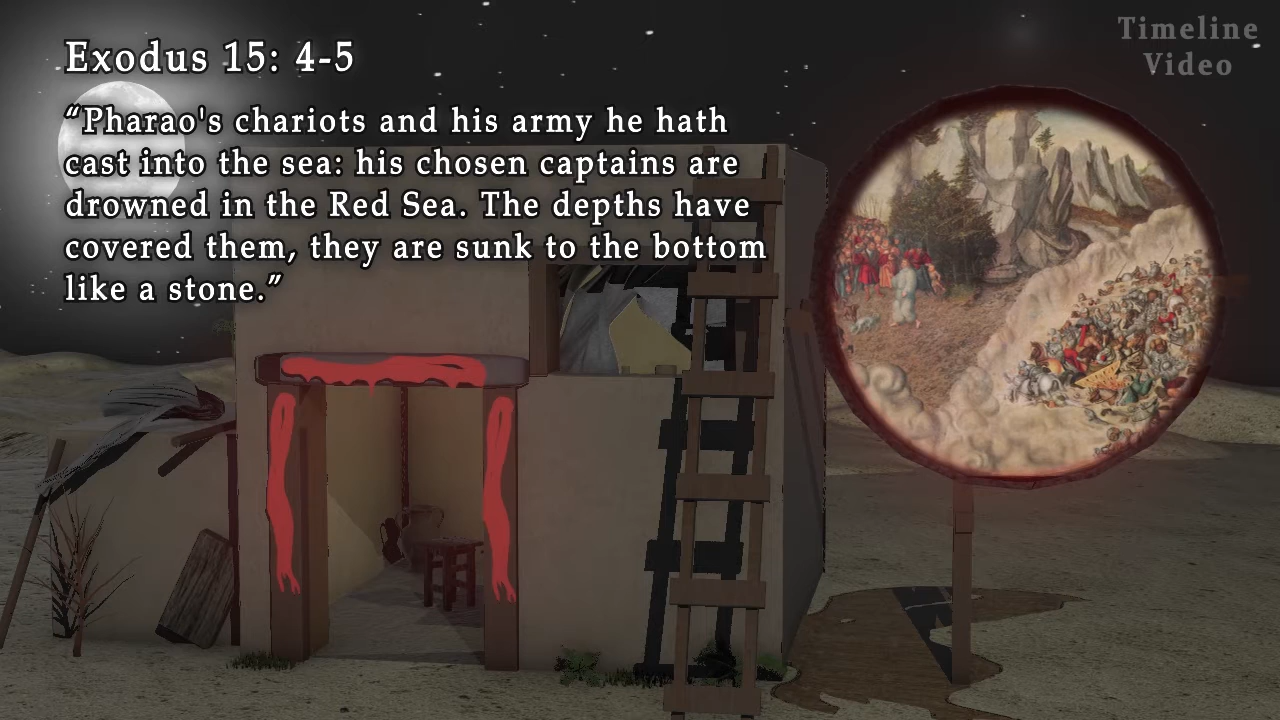 Exodus 15: 4-5
“Pharao's chariots and his army he hath
cast into the sea: his chosen captains are
drowned in the Red Sea. The depths have
covered them, they are sunk to the bottom
like a stone.”
Timeline
Video